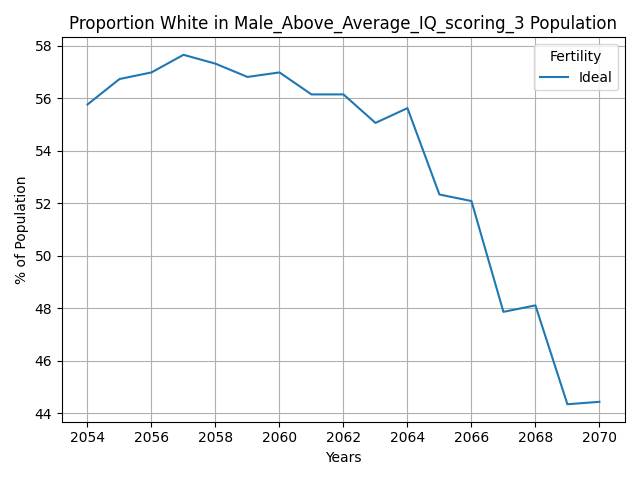 Proportion White in Male_Above_Average_IQ_scoring_3 Population
Fertility
Ideal
% of Population
58
56
54
52
50
48
46
44
2054 2056 2058 2060 2062 2064 2066 2068 2070
Years